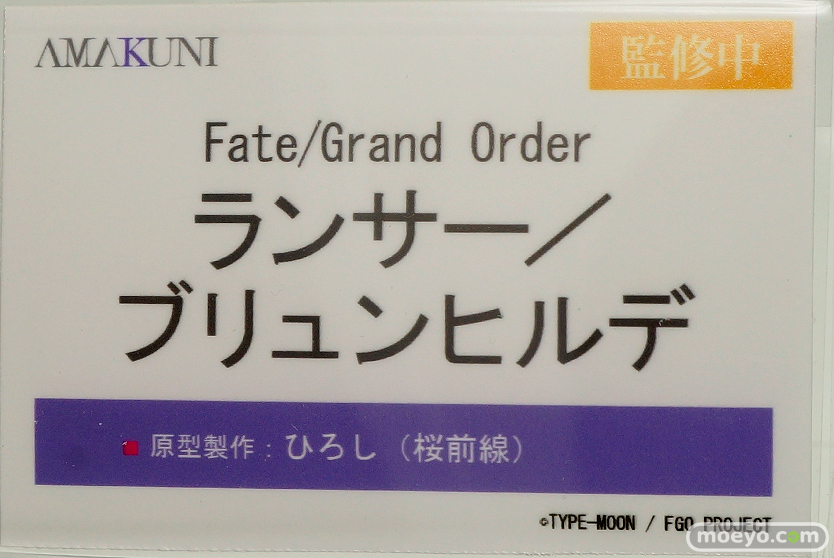 AMAKUNI
監修中
Fate/Grand Order
ランサー／
ブリュンヒルデ
原型製作：ひろし（桜前線）
©TYPE-MOON / FGO PROJECT
moeyo.com